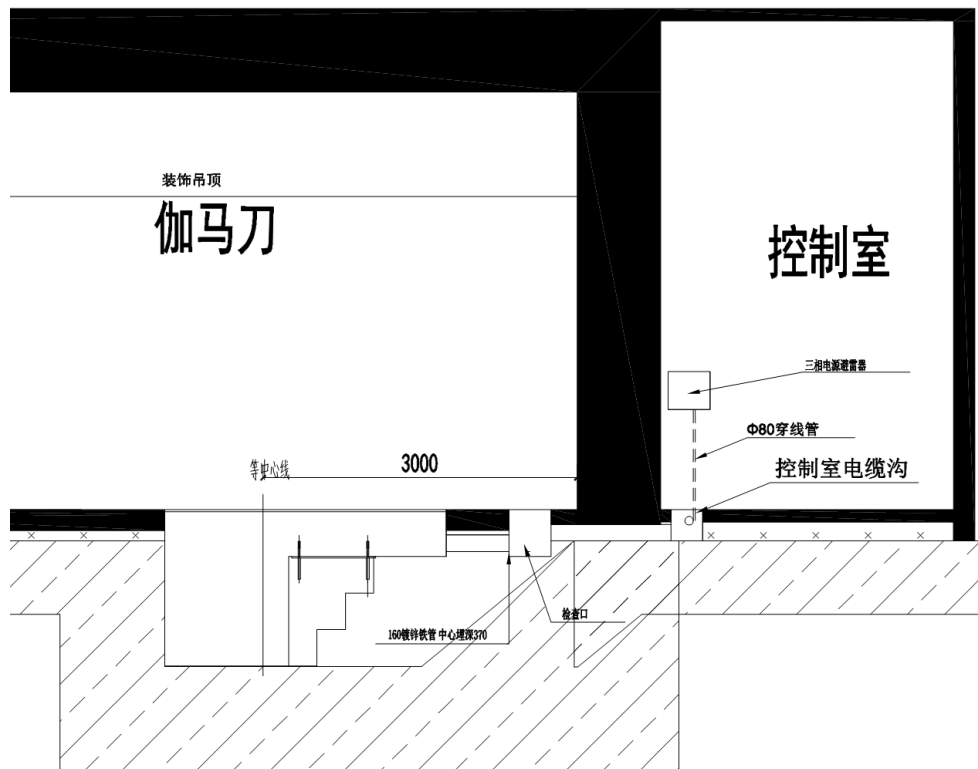 装饰吊顶
伽马刀
控制室
三相电源避雷器
Φ80穿线管
等中心线
3000
控制室电缆沟
检查口
160镀锌铁管 中心埋深370